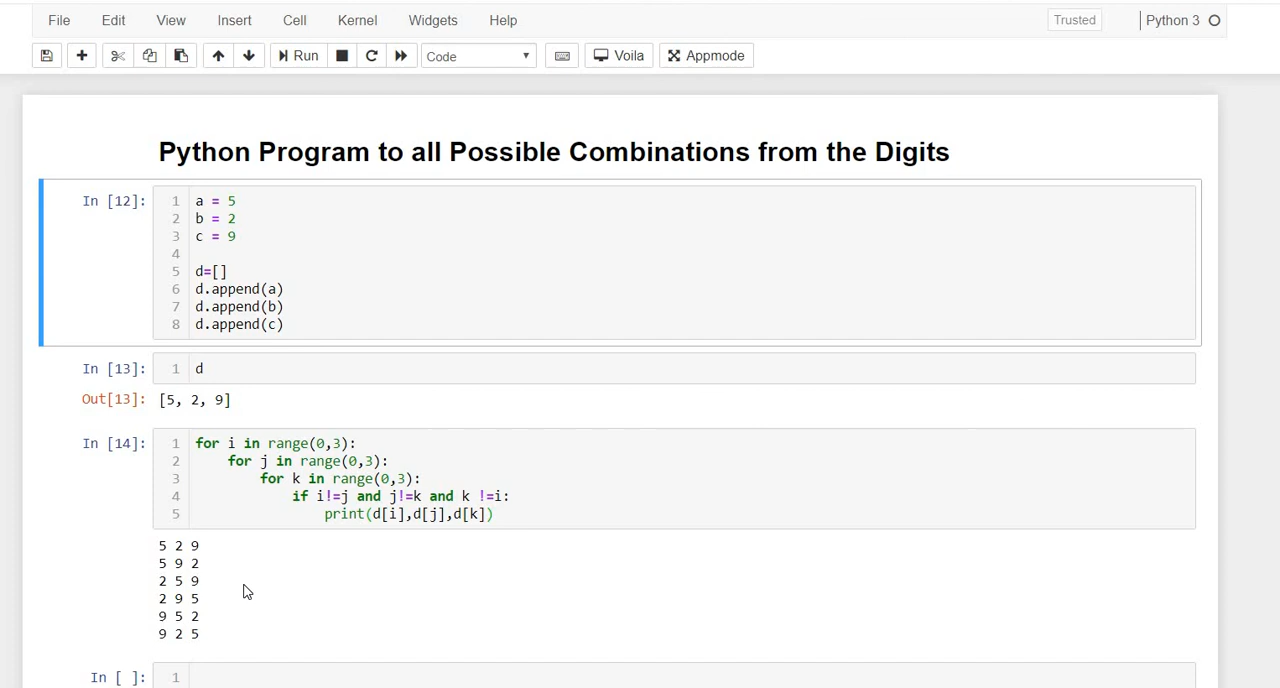 File Edit View Insert Cell Kernel Widgets Help Trusted Python 3
Run Code Voila Appmode
Python Program to all Possible Combinations from the Digits
In [12]: 1 a = 5
2 b = 2
3 c = 9
4
5 d=[]
6 d.append(a)
7 d.append(b)
8 d.append(c)
In [13]: 1 d
Out[13]: [5, 2, 9]
In [14]: 1 for i in range(0,3):
2 for j in range(0,3):
3 for k in range(0,3):
4 if i!=j and j!=k and k !=i:
5 print(d[i],d[j],d[k])
5 2 9
5 9 2
2 5 9
2 9 5
9 5 2
9 2 5
In [ ]: 1